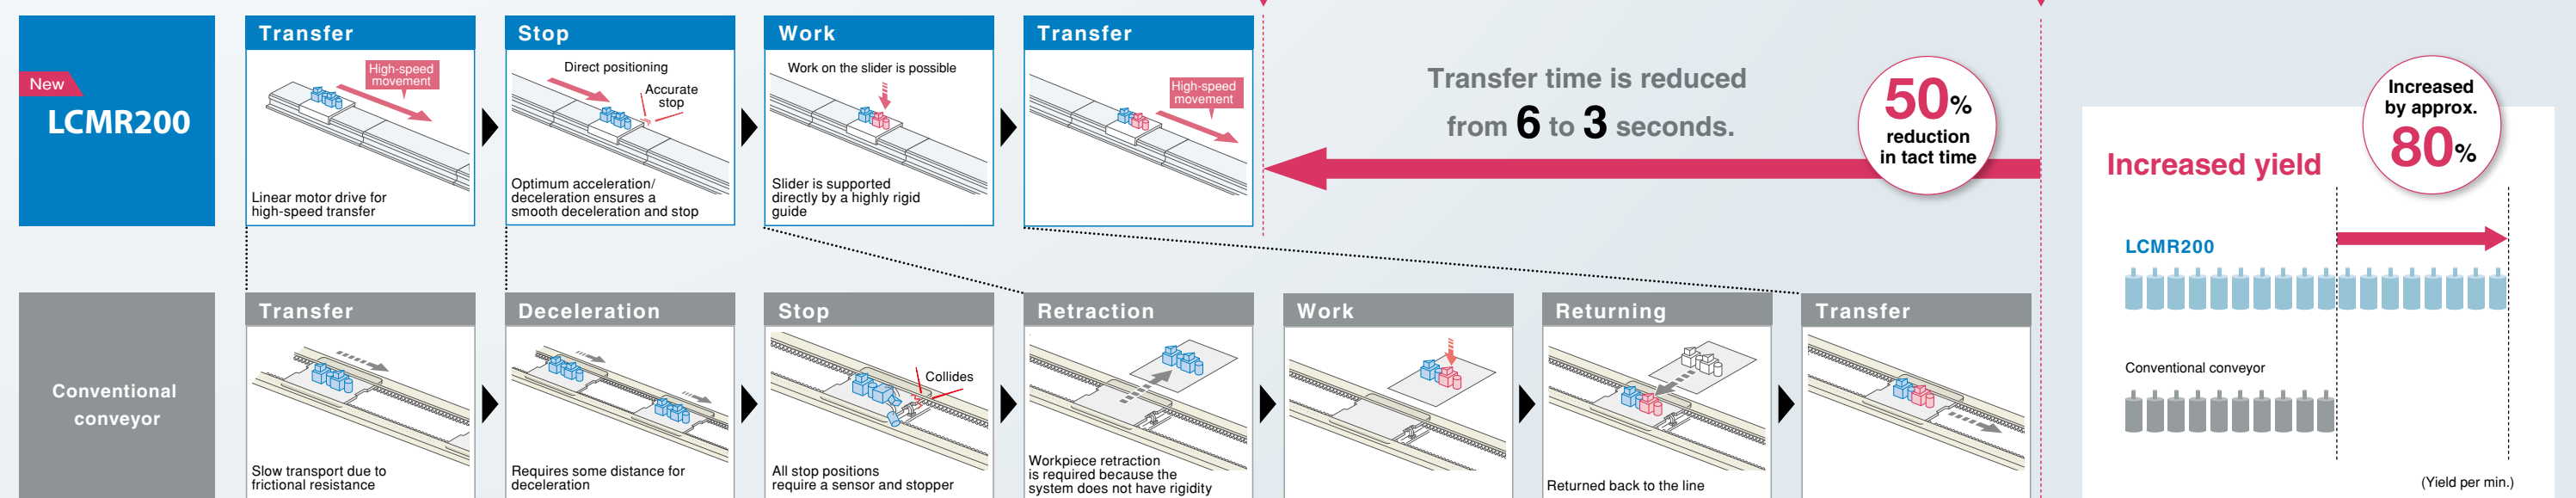 New
LCMR200
Transfer
High-speed
movement
Linear motor drive for
high-speed transfer
Stop
Direct positioning
Accurate
stop
Optimum acceleration/
deceleration ensures a
smooth deceleration and stop
Work
Work on the slider is possible
Slider is supported
directly by a highly rigid
guide
Transfer
High-speed
movement
Transfer time is reduced
from 6 to 3 seconds.
50%
reduction
in tact time
Conventional
conveyor
Transfer
Slow transport due to
frictional resistance
Deceleration
Requires some distance for
deceleration
Stop
Collides
All stop positions
require a sensor and stopper
Retraction
Workpiece retraction
is required because the
system does not have rigidity
Work
Returning
Returned back to the line
Transfer
Increased yield
Increased
by approx.
80%
LCMR200
Conventional conveyor
(Yield per min.)